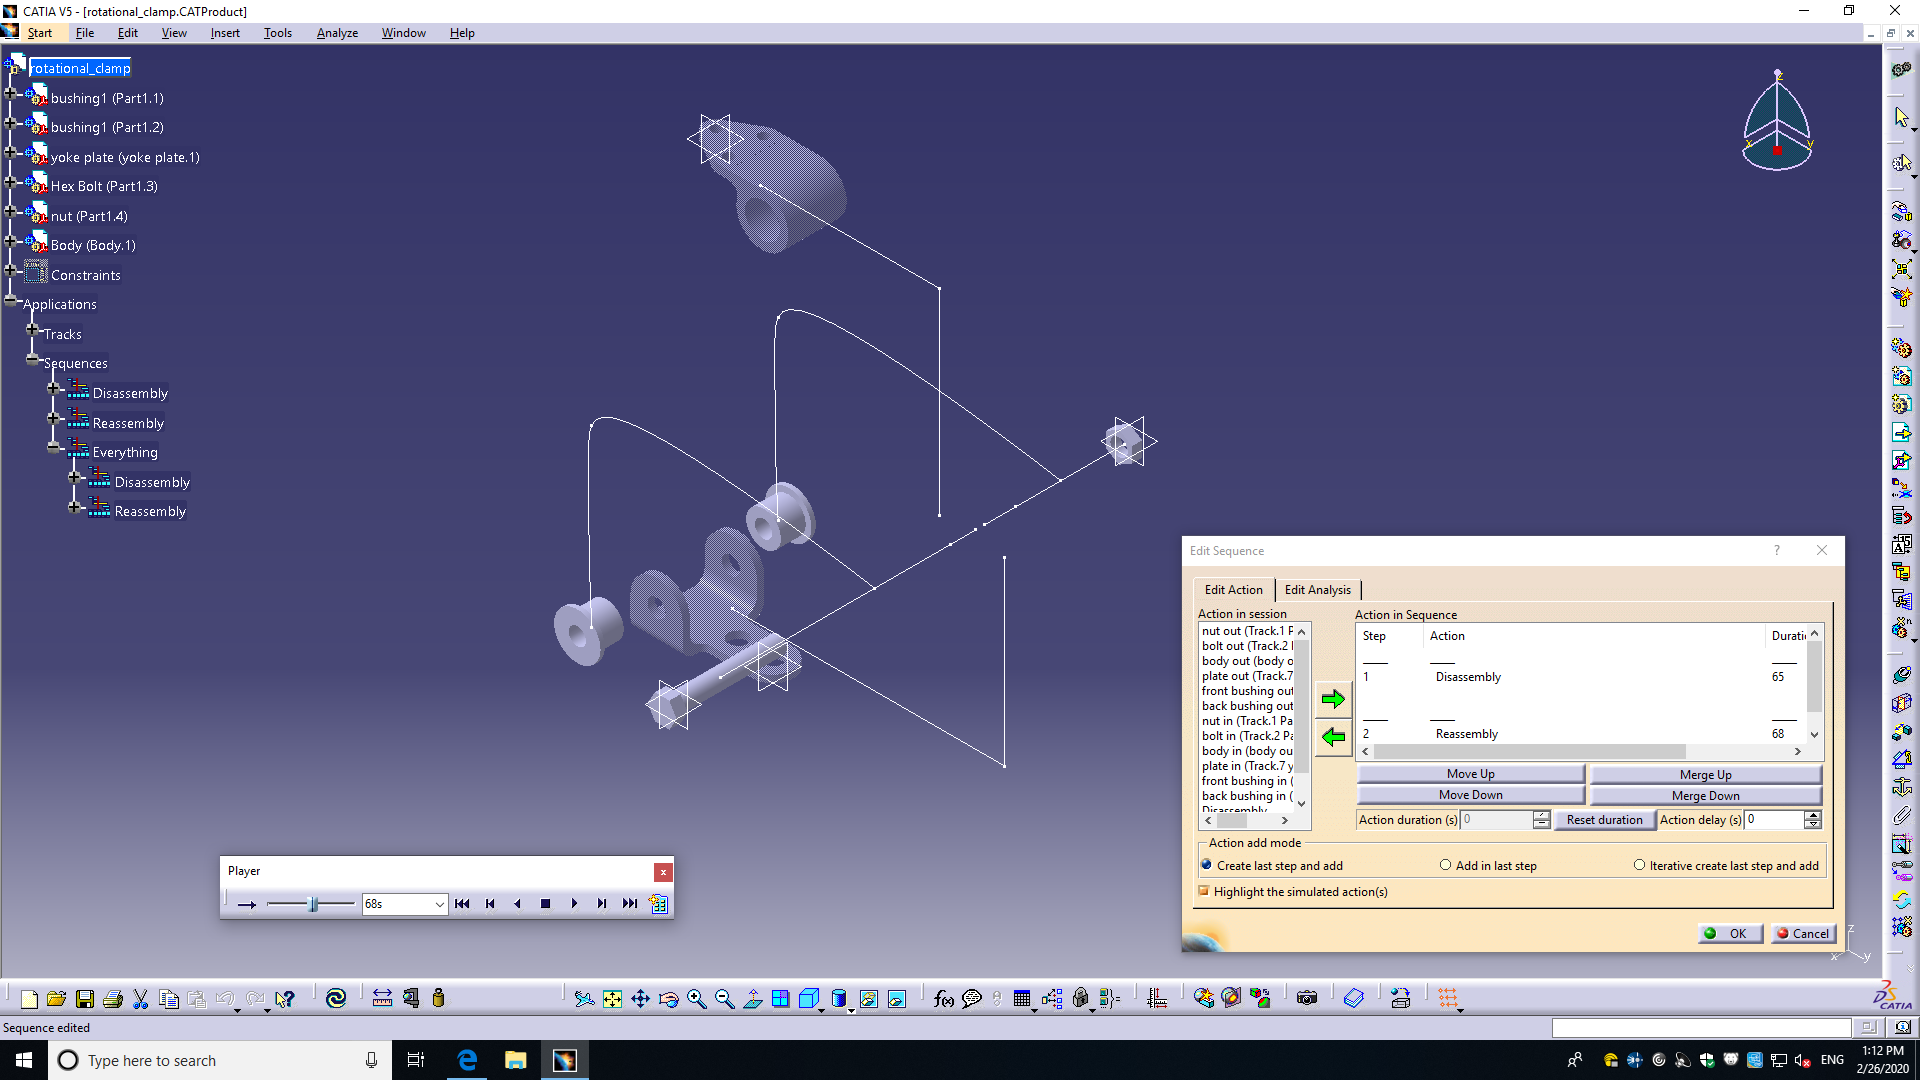 CATIA V5 - [rotational_clamp.CATProduct]
Start File Edit View Insert Tools Analyze Window Help
rotational_clamp
bushing1 (Part1.1)
bushing1 (Part1.2)
yoke plate (yoke plate.1)
Hex Bolt (Part1.3)
nut (Part1.4)
Body (Body.1)
Constraints
Applications
Tracks
Sequences
Disassembly
Reassembly
Everything
Disassembly
Reassembly
z
x y
Edit Sequence ?
Edit Action Edit Analysis
Action in session
nut out (Track.1 P
bolt out (Track.2
body out (body o
plate out (Track.7
front bushing out
back bushing out
nut in (Track.1 Pa
bolt in (Track.2 Pa
body in (body ou
plate in (Track.7 y
front bushing in (
back bushing in (
Disassembly
Action in Sequence
Step Action Durati
1 Disassembly 65
2 Reassembly 68
Move Up Merge Up
Move Down Merge Down
Action duration (s) 0 Reset duration Action delay (s) 0
Action add mode
Create last step and add Add in last step Iterative create last step and add
Highlight the simulated action(s)
OK Cancel
z
x y
Player
68s
f(x)
CATIA
Sequence edited
Type here to search
ENG
1:12 PM
2/26/2020